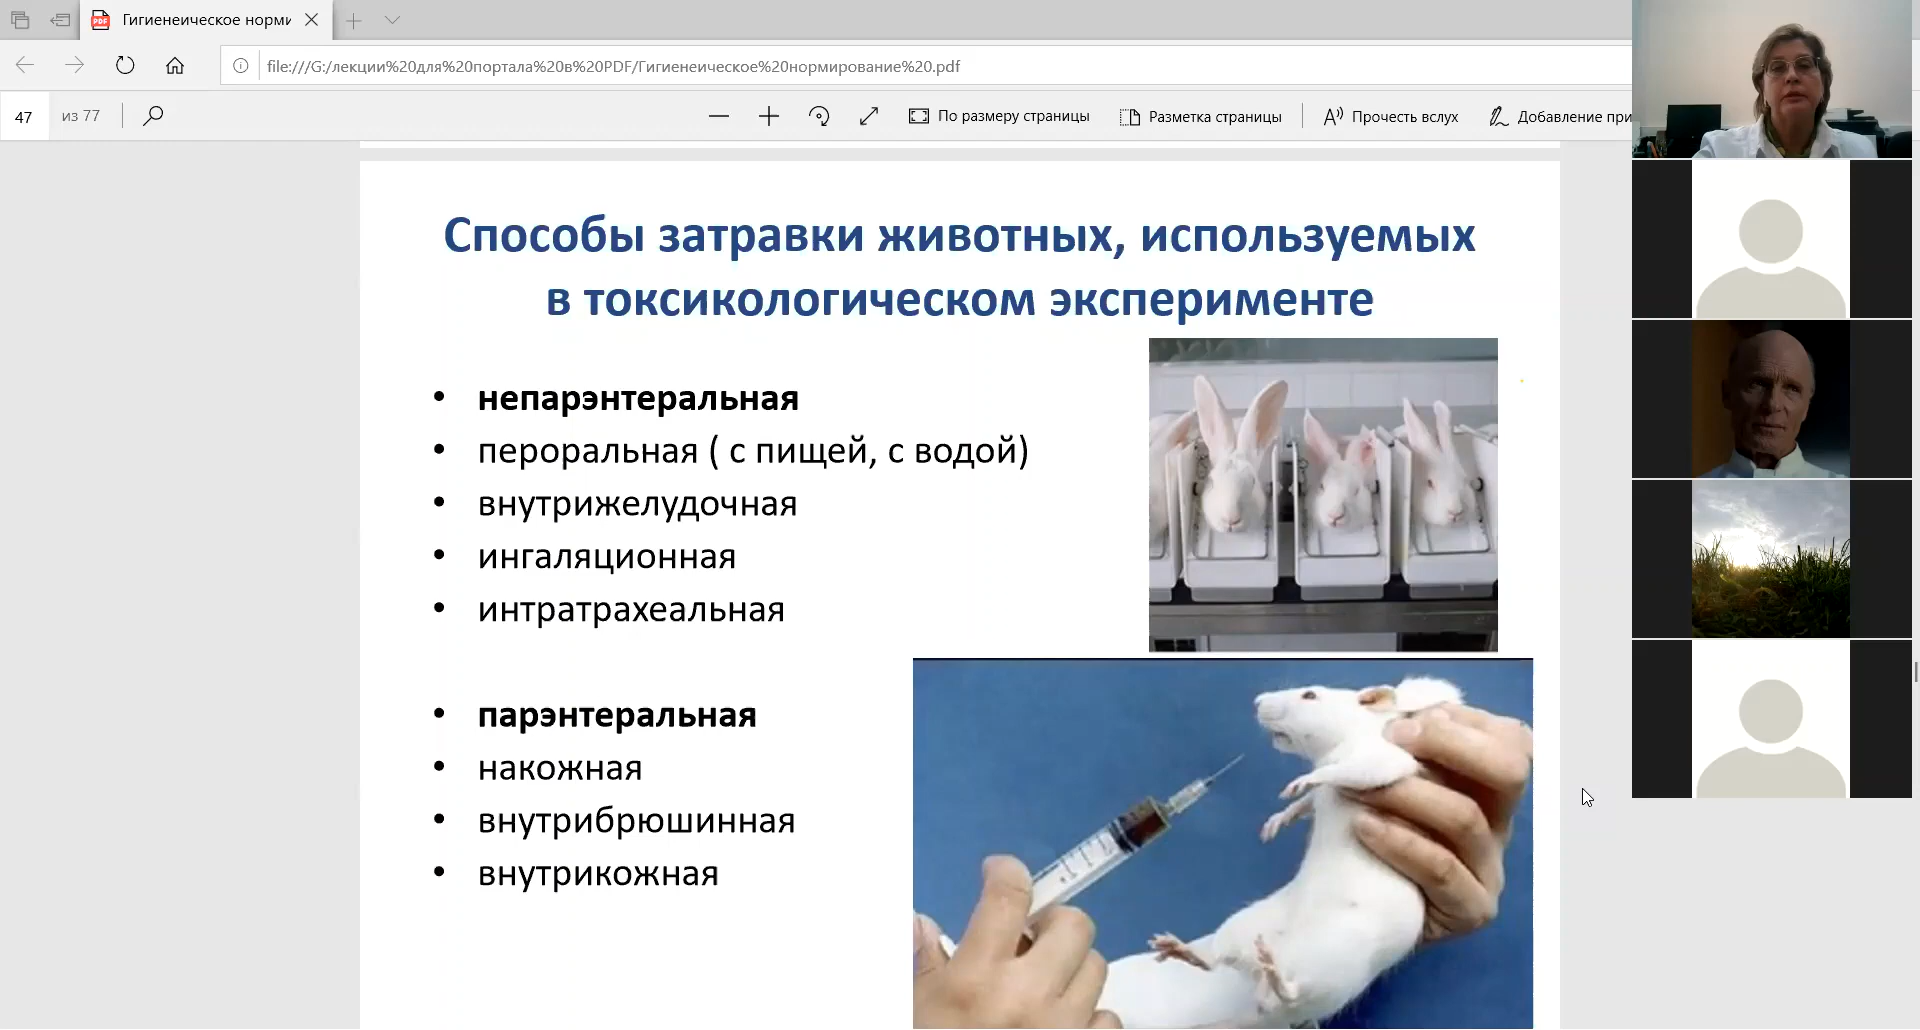 Гигиенеическое норми
file:///G:/лекции%20для%20портала%20в%20PDF/Гигиенеическое%20нормирование%20.pdf
47 из 77
По размеру страницы
Разметка страницы
Прочесть вслух
Добавление при
Способы затравки животных, используемых
в токсикологическом эксперименте
• непарэнтеральная
• пероральная ( с пищей, с водой)
• внутрижелудочная
• ингаляционная
• интратрахеальная
• парэнтеральная
• накожная
• внутрибрюшинная
• внутрикожная